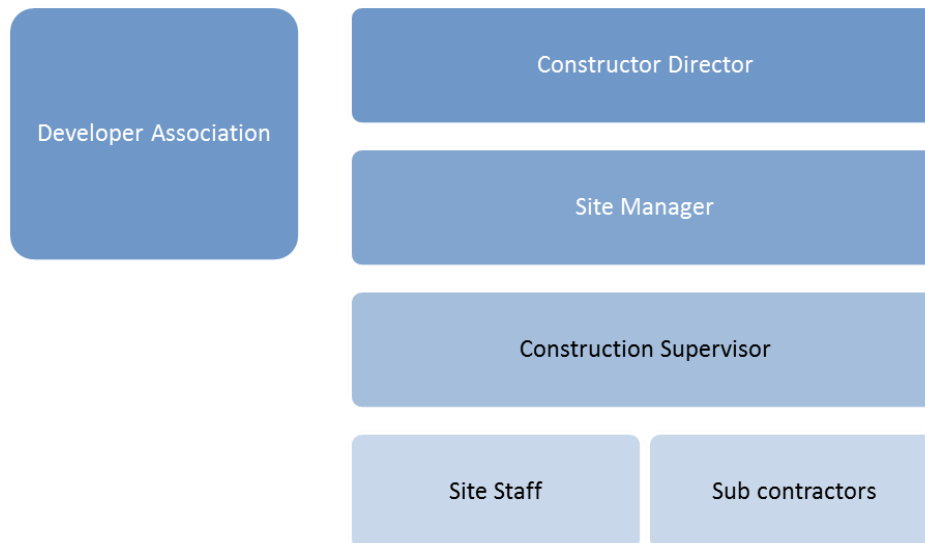 Developer Association
Constructor Director
Site Manager
Construction Supervisor
Site Staff
Sub contractors